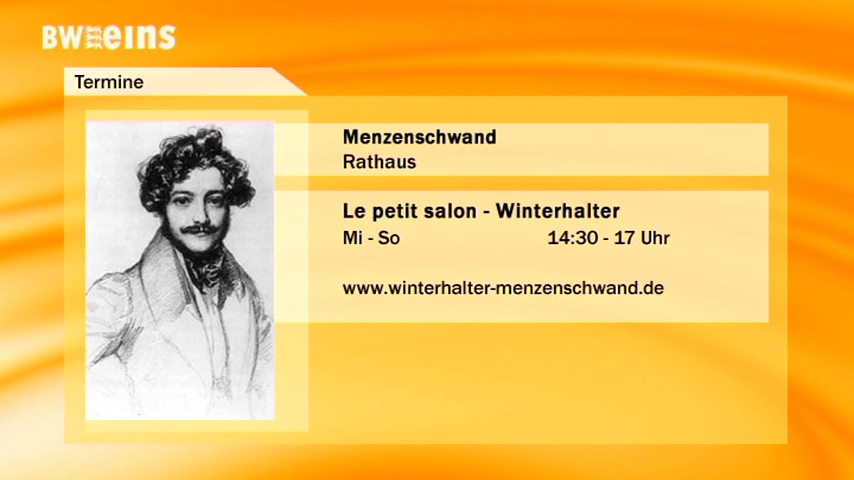 BW eins
Termine
Menzenschwand
Rathaus
Le petit salon - Winterhalter
Mi - So 14:30 - 17 Uhr
www.winterhalter-menzenschwand.de